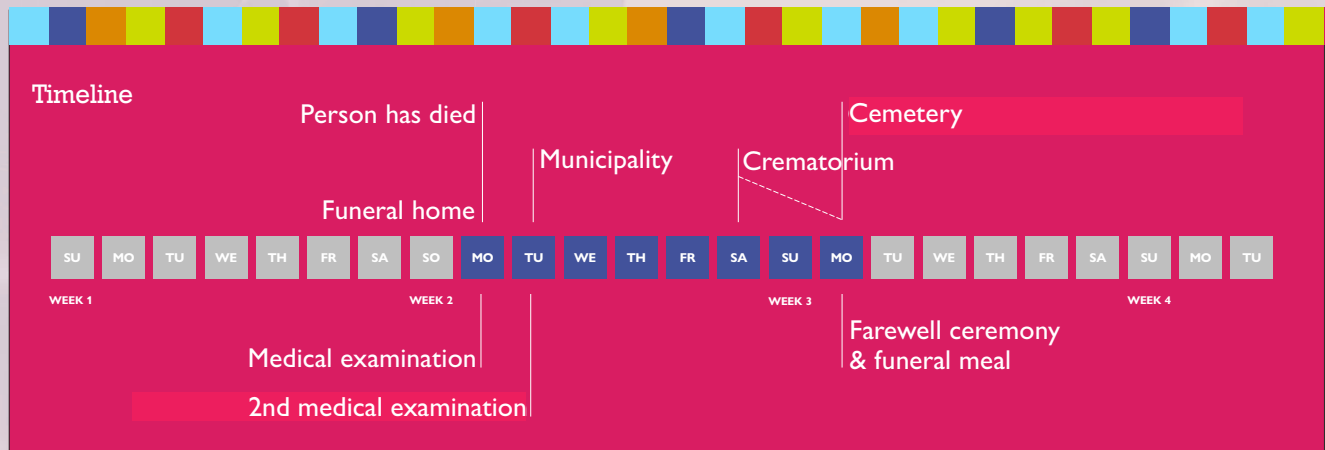 Timeline
Person has died
Cemetery
Municipality
Crematorium
Funeral home
SU MO TU WE TH FR SA SO MO TU WE TH FR SA SU MO TU WE TH FR SA SU MO TU
WEEK 1 WEEK 2 WEEK 3 WEEK 4
Farewell ceremony
& funeral meal
Medical examination
2nd medical examination